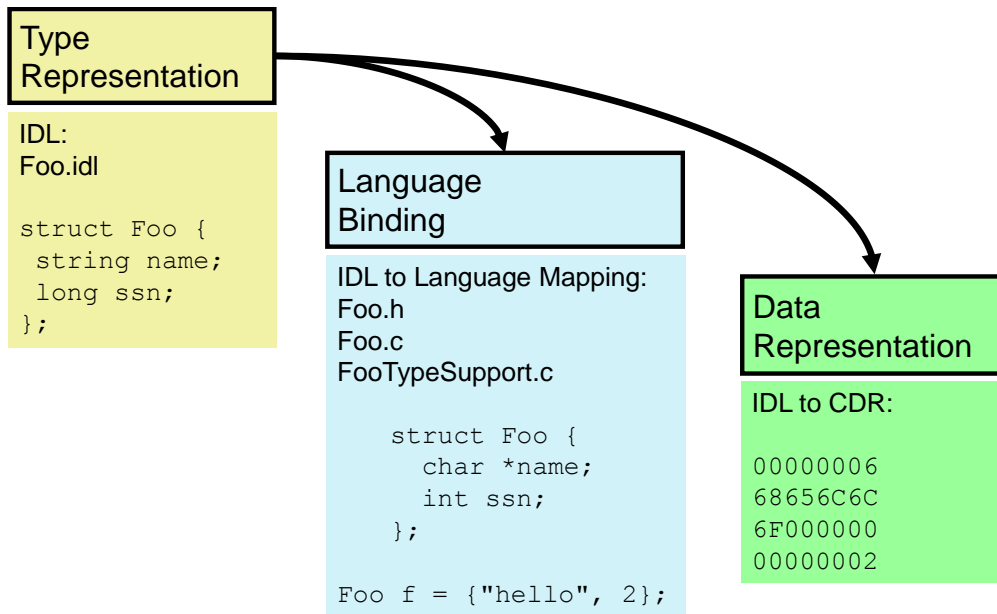 Type
Representation
IDL:
Foo.idl
struct Foo {
 string name;
 long ssn;
};
Language
Binding
IDL to Language Mapping:
Foo.h
Foo.c
FooTypeSupport.c
struct Foo {
  char *name;
  int ssn;
};
Foo f = {"hello", 2};
Data
Representation
IDL to CDR:
00000006
68656C6C
6F000000
00000002